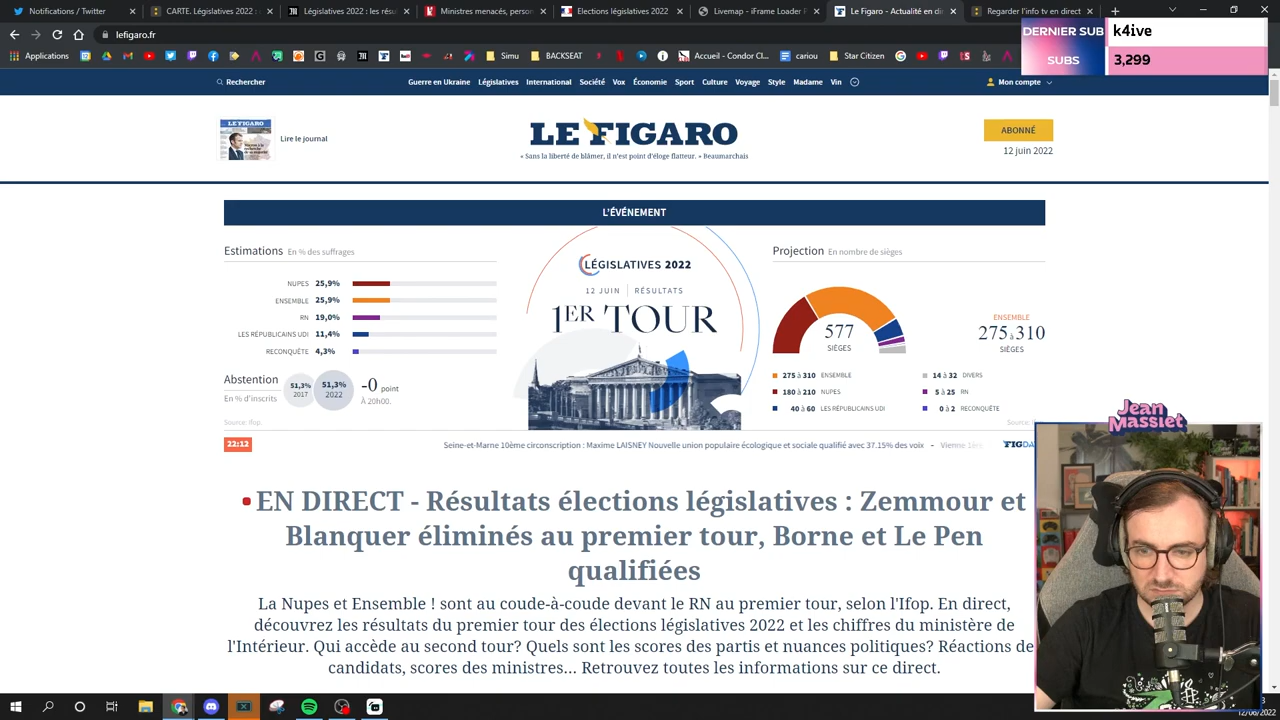 CARTE. Législatives 2
Législatives 2022 – 1
Ministres menacés, person
Élections législatives 20
Livemap - iFrame Leader F
Le Figaro - Actualité en dir
Regarder
lefigaro.fr
Applications
Simu
BACKSEAT
Accueil - Condor Cl...
cariou
Star Citizen
DERNIER SUB k4ive
SUBS 3,299
Rechercher
Guerre en Ukraine Législatives International Société Vox Économie Sport Culture Voyage Style Madame Vin
Mon compte
Lire le journal
LE FIGARO
« Sans la liberté de blâmer, il n'est point d'éloge flatteur. » Beaumarchais
ABONNÉ
12 juin 2022
L'ÉVÉNEMENT
Estimations En % des suffrages
NUPES 25,9%
ENSEMBLE 25,9%
RN 19,0%
LES RÉPUBLICAINS UDI 11,4%
RECONQUÊTE 4,3%
Abstention
En % d'inscrits
51,3% 2017
51,3% 2022
-0 point
À 20h00.
Source: ifop.
LÉGISLATIVES 2022
12 JUIN RÉSULTATS
1ER TOUR
Projection En nombre de sièges
577
SIÈGES
ENSEMBLE
275 à 310
SIÈGES
275 à 310 ENSEMBLE
180 à 210 NUPES
40 à 60 LES RÉPUBLICAINS UDI
14 à 32 DIVERS
5 à 25 RN
0 à 2 RECONQUÊTE
22:12
Seine-et-Marne 10ème circonscription : Maxime LAISNEY Nouvelle union populaire écologique et sociale qualifié avec 37.15% des voix - Vienne
FIGDA
EN DIRECT - Résultats élections législatives : Zemmour et
Blanquer éliminés au premier tour, Borne et Le Pen
qualifiées
La Nupes et Ensemble ! sont au coude-à-coude devant le RN au premier tour, selon l'Ifop. En direct,
découvrez les résultats du premier tour des élections législatives 2022 et les chiffres du ministère de
l'Intérieur. Qui accède au second tour? Quels sont les scores des partis et nuances politiques? Réactions de
candidats, scores des ministres... Retrouvez toutes les informations sur ce direct.
Jean
Massiet
12/06/2022